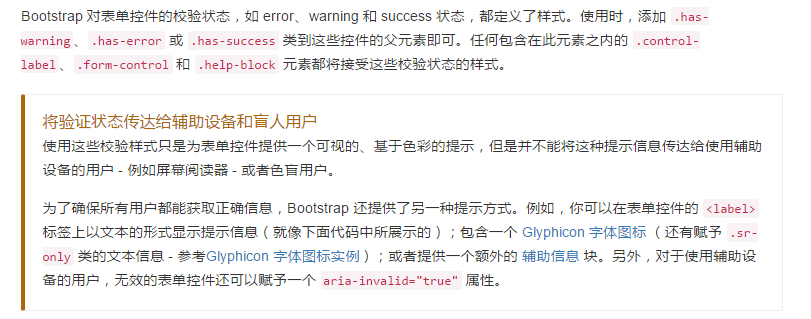 Bootstrap 对表单控件的校验状态，如 error、warning 和 success 状态，都定义了样式。使用时，添加 .has-
warning、.has-error 或 .has-success 类到这些控件的父元素即可。任何包含在此元素之内的 .control-
label、.form-control 和 .help-block 元素都将接受这些校验状态的样式。
将验证状态传达给辅助设备和盲人用户
使用这些校验样式只是为表单控件提供一个可视的、基于色彩的提示，但是并不能将这种提示信息传达给使用辅助
设备的用户 - 例如屏幕阅读器 - 或者色盲用户。
为了确保所有用户都能获取正确信息，Bootstrap 还提供了另一种提示方式。例如，你可以在表单控件的 <label>
标签上以文本的形式显示提示信息（就像下面代码中所展示的）；包含一个 Glyphicon 字体图标 （还有赋予 .sr-
only 类的文本信息 - 参考Glyphicon 字体图标实例）；或者提供一个额外的 辅助信息 块。另外，对于使用辅助设
备的用户，无效的表单控件还可以赋予一个 aria-invalid="true" 属性。